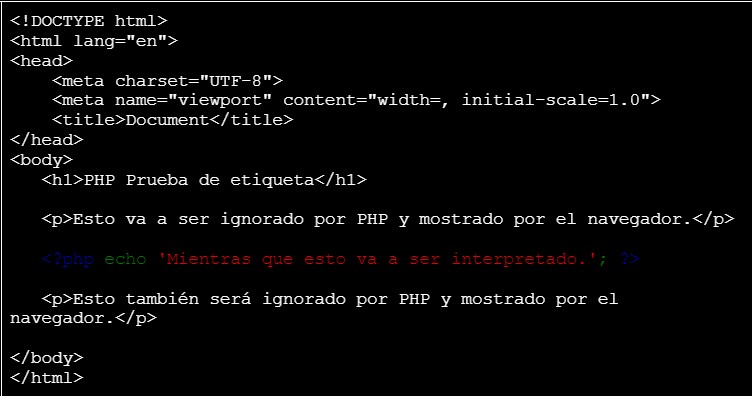 <!DOCTYPE html>
<html lang="en">
<head>
    <meta charset="UTF-8">
    <meta name="viewport" content="width=, initial-scale=1.0">
    <title>Document</title>
</head>
<body>
   <h1>PHP Prueba de etiqueta</h1>
   <p>Esto va a ser ignorado por PHP y mostrado por el navegador.</p>
   <?php echo 'Mientras que esto va a ser interpretado.'; ?>
   <p>Esto también será ignorado por PHP y mostrado por el
navegador.</p>
</body>
</html>